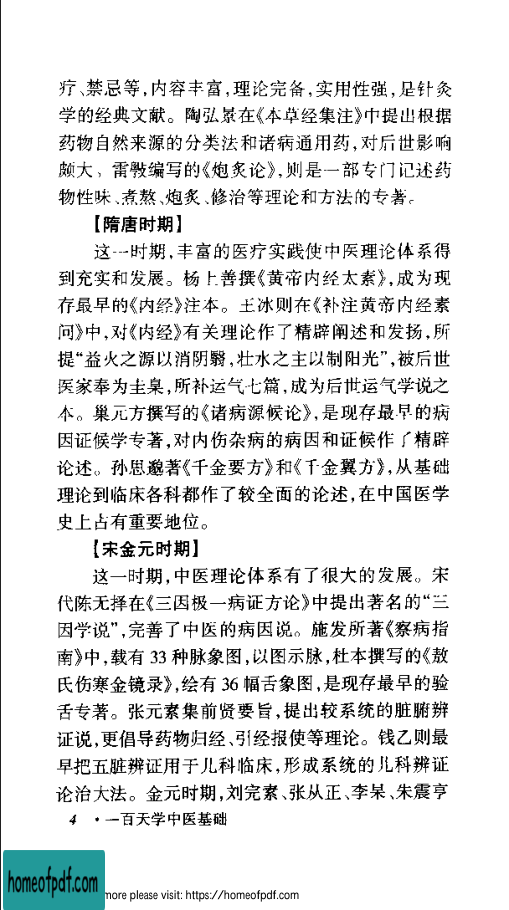 疗、禁忌等，内容丰富，理论完备，实用性强，是针灸
学的经典文献。陶弘景在《本草经集注》中提出根据
药物自然来源的分类法和诸病通用药，对后世影响
颇大。雷斅编写的《炮炙论》，则是一部专门记述药
物性味、煮熬、炮炙、修治等理论和方法的专著。
【隋唐时期】
这一时期，丰富的医疗实践使中医理论体系得
到充实和发展。杨上善撰《黄帝内经太素》，成为现
存最早的《内经》注本。王冰则在《补注黄帝内经素
问》中，对《内经》有关理论作了精辟阐述和发扬，所
提“益火之源以消阴翳，壮水之主以制阳光”，被后世
医家奉为圭臬，所补运气七篇，成为后世运气学说之
本。巢元方撰写的《诸病源候论》，是现存最早的病
因证候学专著，对内伤杂病的病因和证候作了精辟
论述。孙思邈著《千金要方》和《千金翼方》，从基础
理论到临床各科都作了较全面的论述，在中国医学
史上占有重要地位。
【宋金元时期】
这一时期，中医理论体系有了很大的发展。宋
代陈无择在《三因极一病证方论》中提出著名的“三
因学说”，完善了中医的病因说。施发所著《察病指
南》中，载有 33 种脉象图，以图示脉，杜本撰写的《敖
氏伤寒金镜录》，绘有 36 幅舌象图，是现存最早的验
舌专著。张元素集前贤要旨，提出较系统的脏腑辨
证说，更倡导药物归经、引经报使等理论。钱乙则最
早把五脏辨证用于儿科临床，形成系统的儿科辨证
论治大法。金元时期，刘完素、张从正、李杲、朱震亨
4 ·一百天学中医基础
homeofpdf.com
more please visit: https://homeofpdf.com